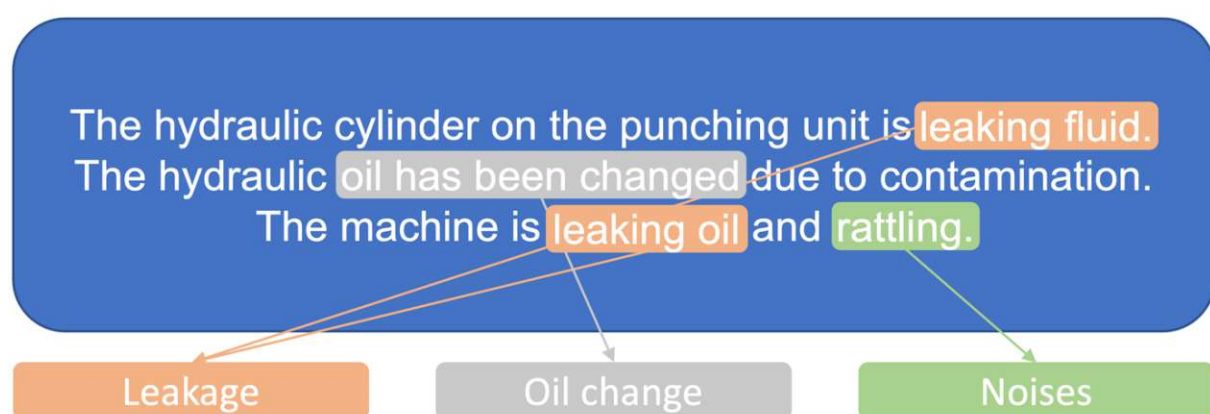 The hydraulic cylinder on the punching unit is leaking fluid.
The hydraulic oil has been changed due to contamination.
The machine is leaking oil and rattling.
Leakage
Oil change
Noises